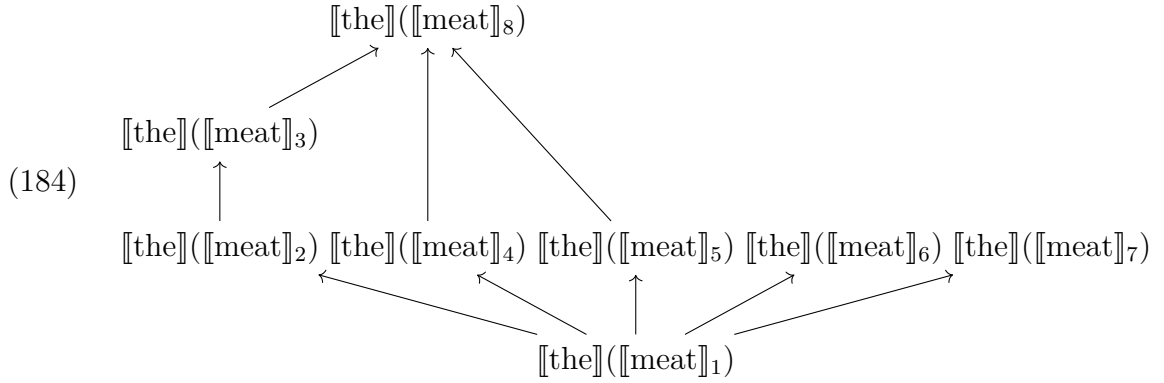 ⟦the⟧(⟦meat⟧₈)
⟦the⟧(⟦meat⟧₃)
(184)
⟦the⟧(⟦meat⟧₂) ⟦the⟧(⟦meat⟧₄) ⟦the⟧(⟦meat⟧₅) ⟦the⟧(⟦meat⟧₆) ⟦the⟧(⟦meat⟧₇)
⟦the⟧(⟦meat⟧₁)